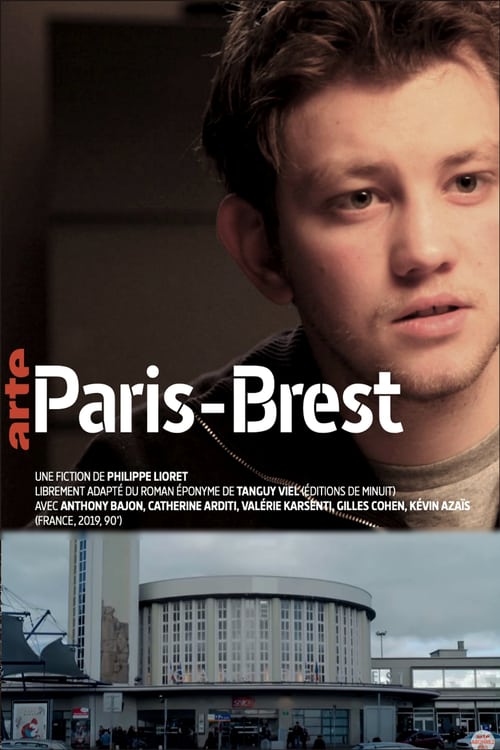 arte
Paris-Brest
UNE FICTION DE PHILIPPE LIORET
LIBREMENT ADAPTÉ DU ROMAN ÉPONYME DE TANGUY VIEL (ÉDITIONS DE MINUIT)
AVEC ANTHONY BAJON, CATHERINE ARDITI, VALÉRIE KARSENTI, GILLES COHEN, KÉVIN AZAÏS
(FRANCE, 2019, 90')
SNCF